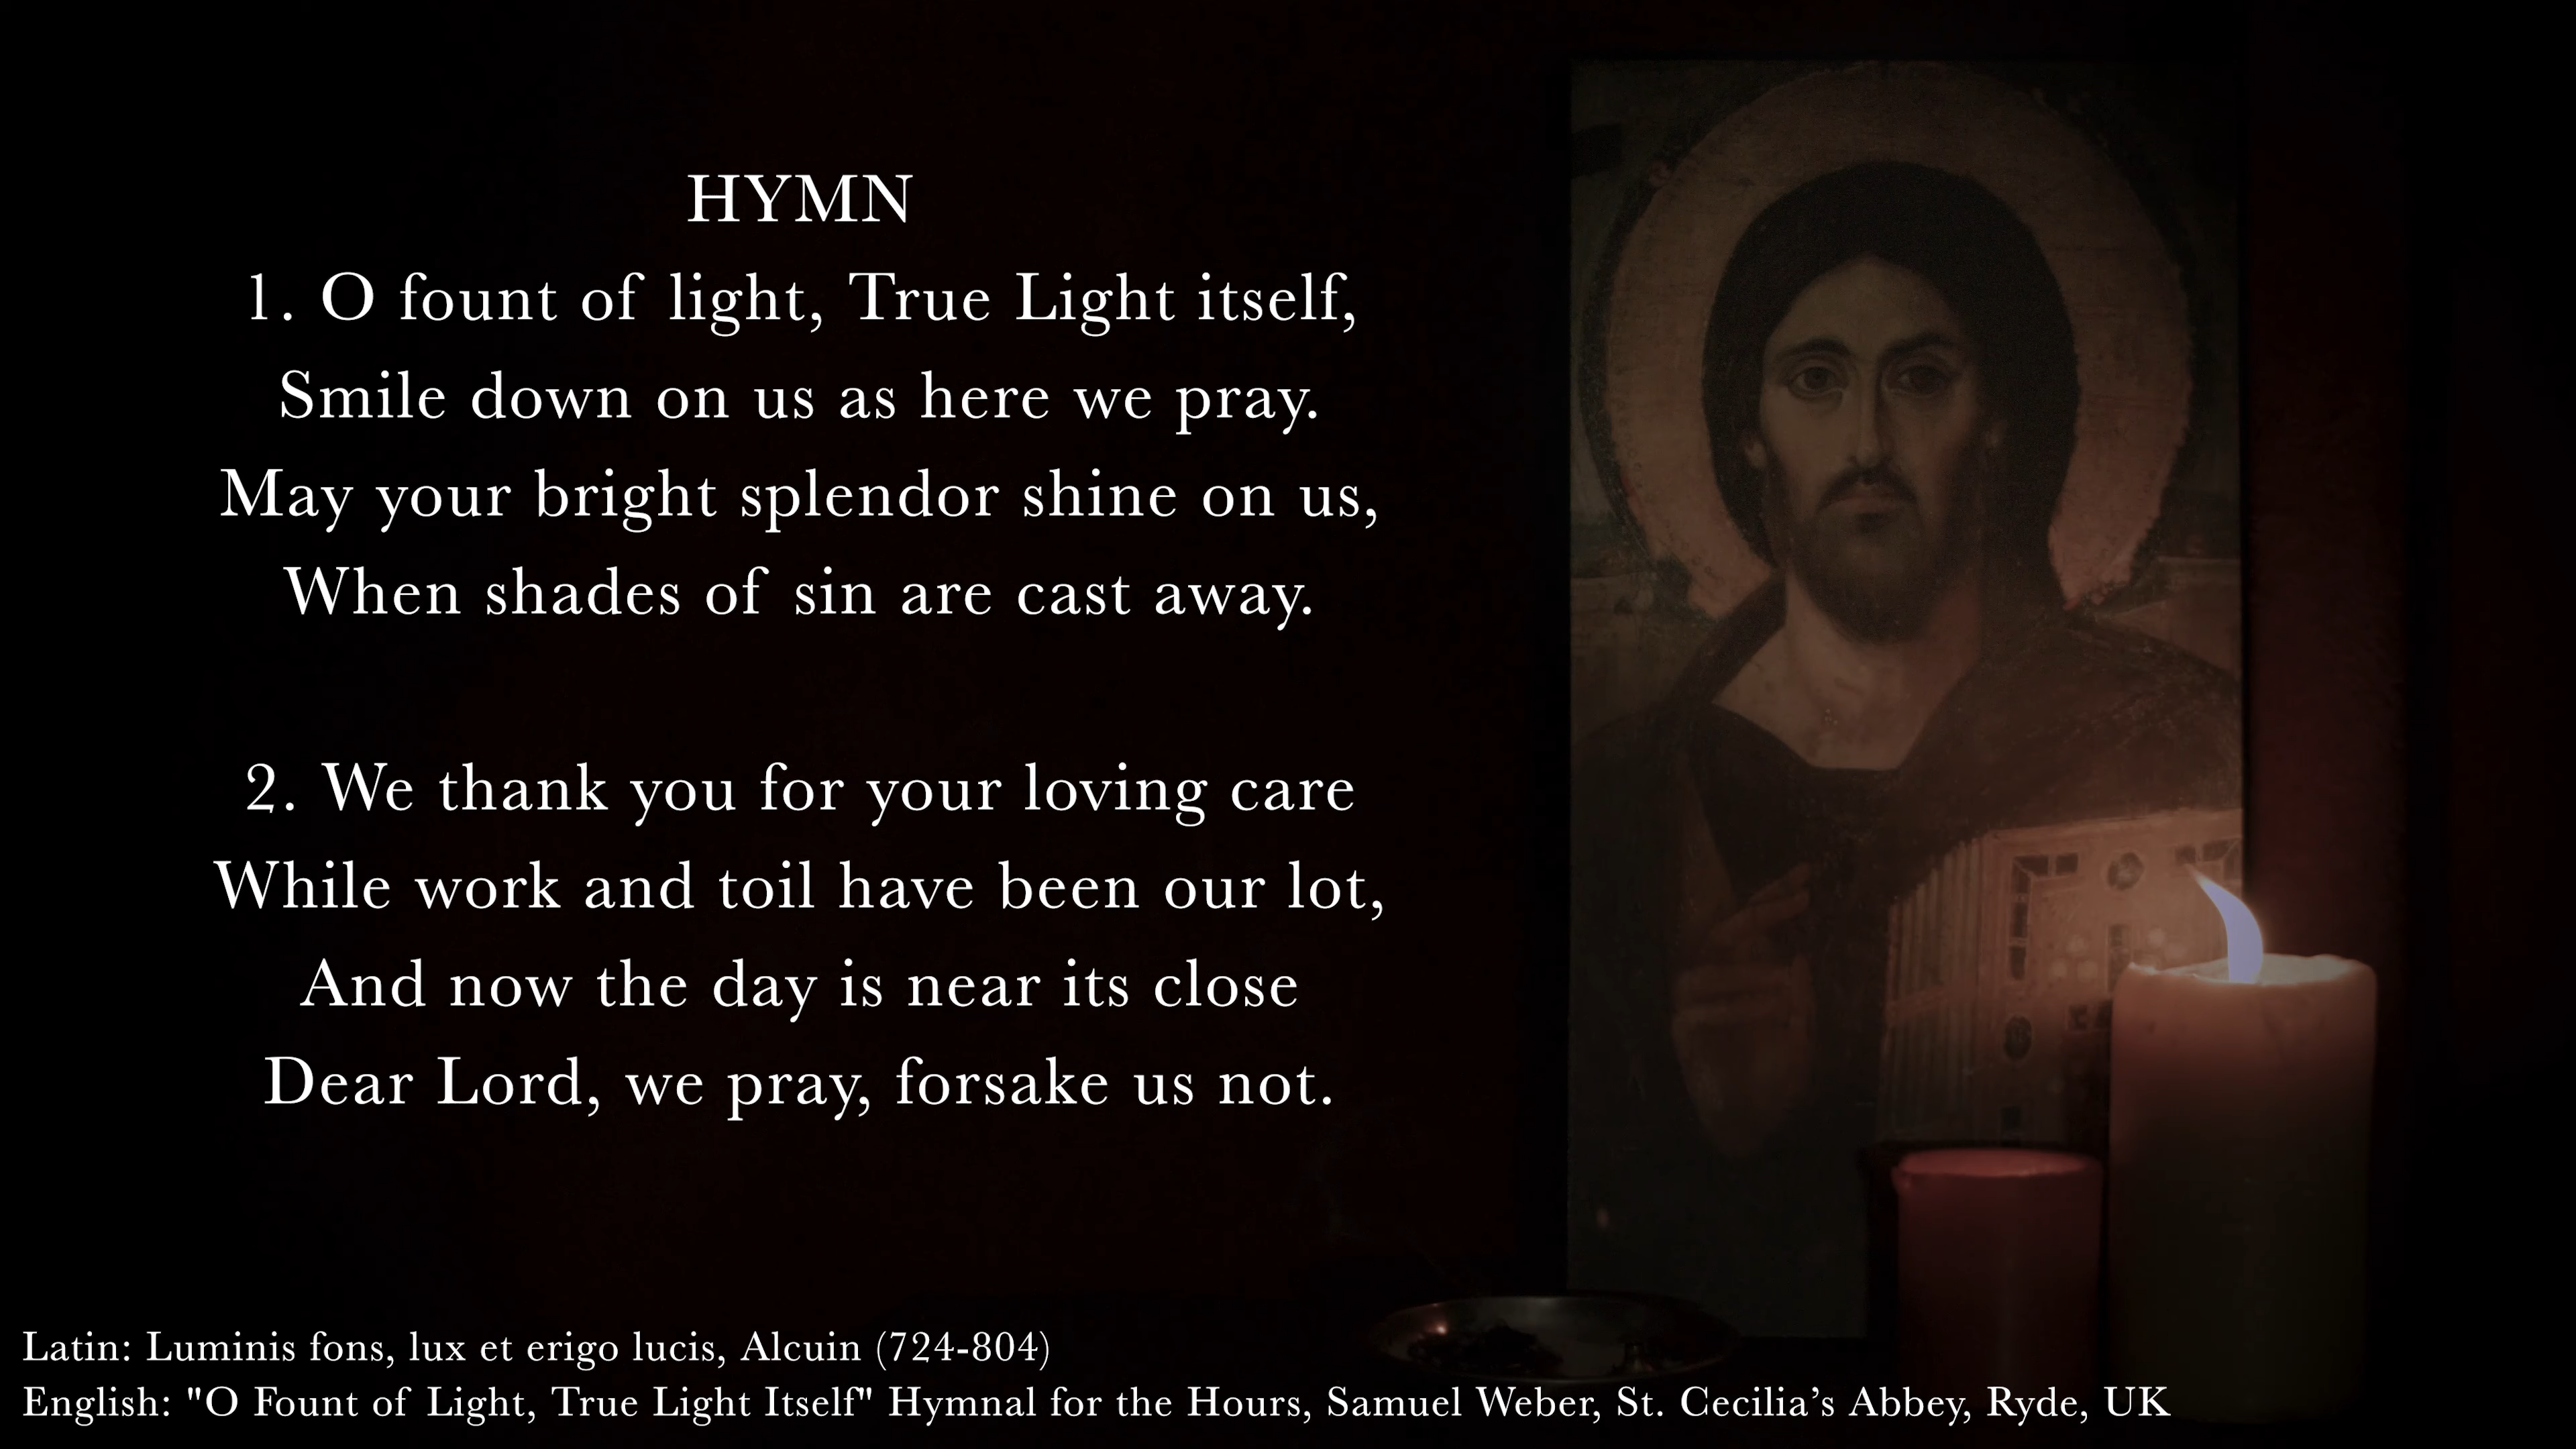 HYMN
1. O fount of light, True Light itself,
Smile down on us as here we pray.
May your bright splendor shine on us,
When shades of sin are cast away.
2. We thank you for your loving care
While work and toil have been our lot,
And now the day is near its close
Dear Lord, we pray, forsake us not.
Latin: Luminis fons, lux et erigo lucis, Alcuin (724-804)
English: "O Fount of Light, True Light Itself" Hymnal for the Hours, Samuel Weber, St. Cecilia’s Abbey, Ryde, UK